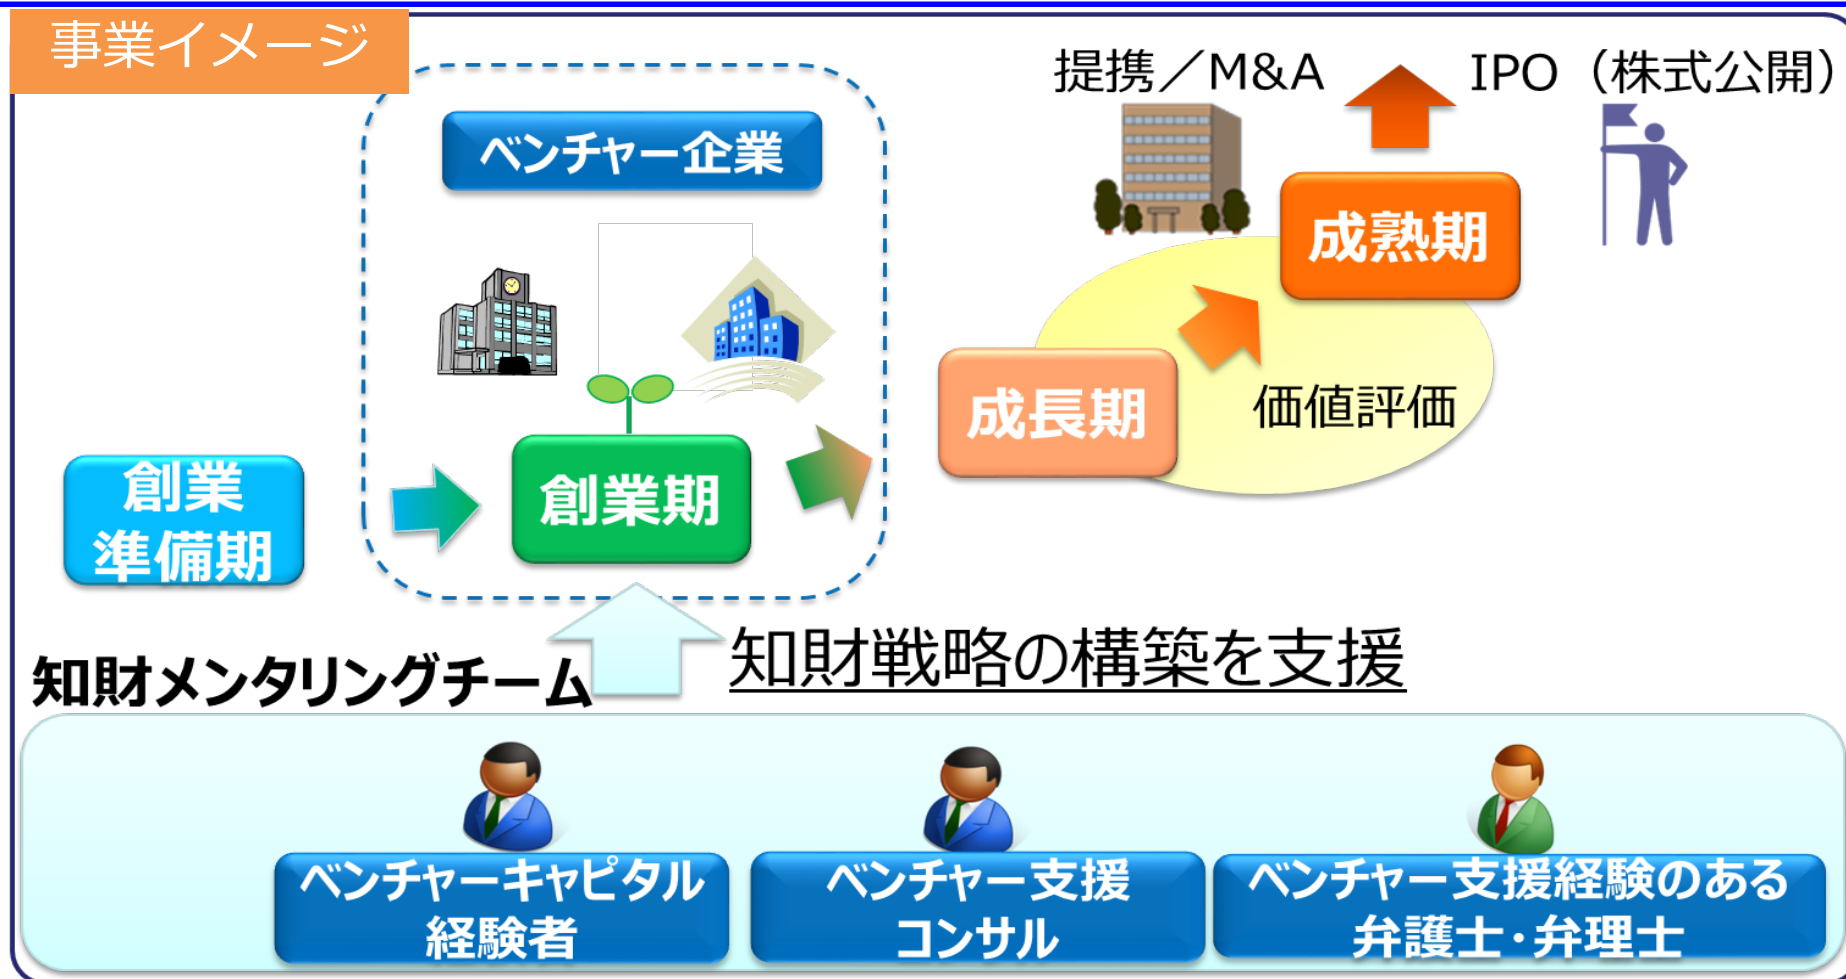 事業イメージ
提携／M&A
IPO（株式公開）
ベンチャー企業
成熟期
成長期
価値評価
創業
準備期
創業期
知財戦略の構築を支援
知財メンタリングチーム
ベンチャーキャピタル
経験者
ベンチャー支援
コンサル
ベンチャー支援経験のある
弁護士・弁理士